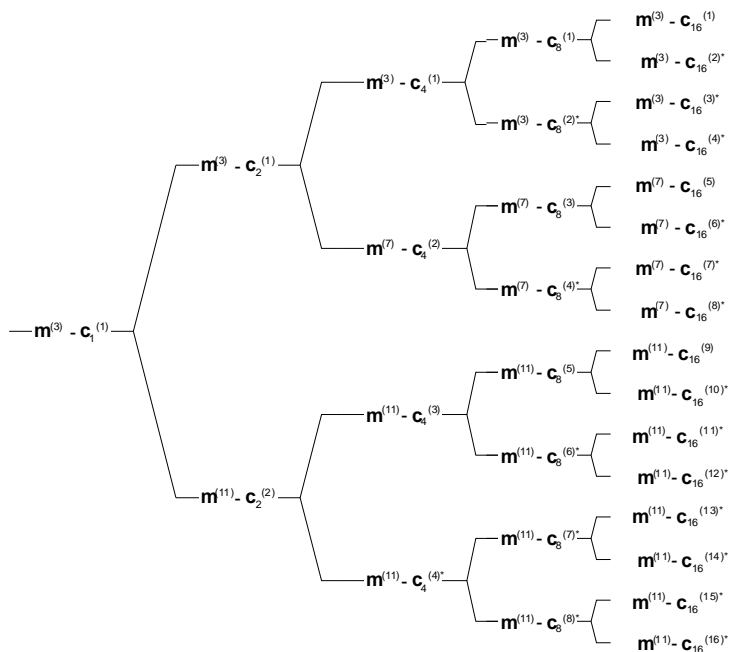 m(3) - c1(1)
m(3) - c2(1)
m(11) - c2(2)
m(3) - c4(1)
m(7) - c4(2)
m(11) - c4(3)
m(11) - c4(4)*
m(3) - c8(1)
m(3) - c8(2)*
m(7) - c8(3)
m(7) - c8(4)*
m(11) - c8(5)
m(11) - c8(6)*
m(11) - c8(7)*
m(11) - c8(8)*
m(3) - c16(1)
m(3) - c16(2)*
m(3) - c16(3)*
m(3) - c16(4)*
m(7) - c16(5)
m(7) - c16(6)*
m(7) - c16(7)*
m(7) - c16(8)*
m(11) - c16(9)
m(11) - c16(10)*
m(11) - c16(11)*
m(11) - c16(12)*
m(11) - c16(13)*
m(11) - c16(14)*
m(11) - c16(15)*
m(11) - c16(16)*